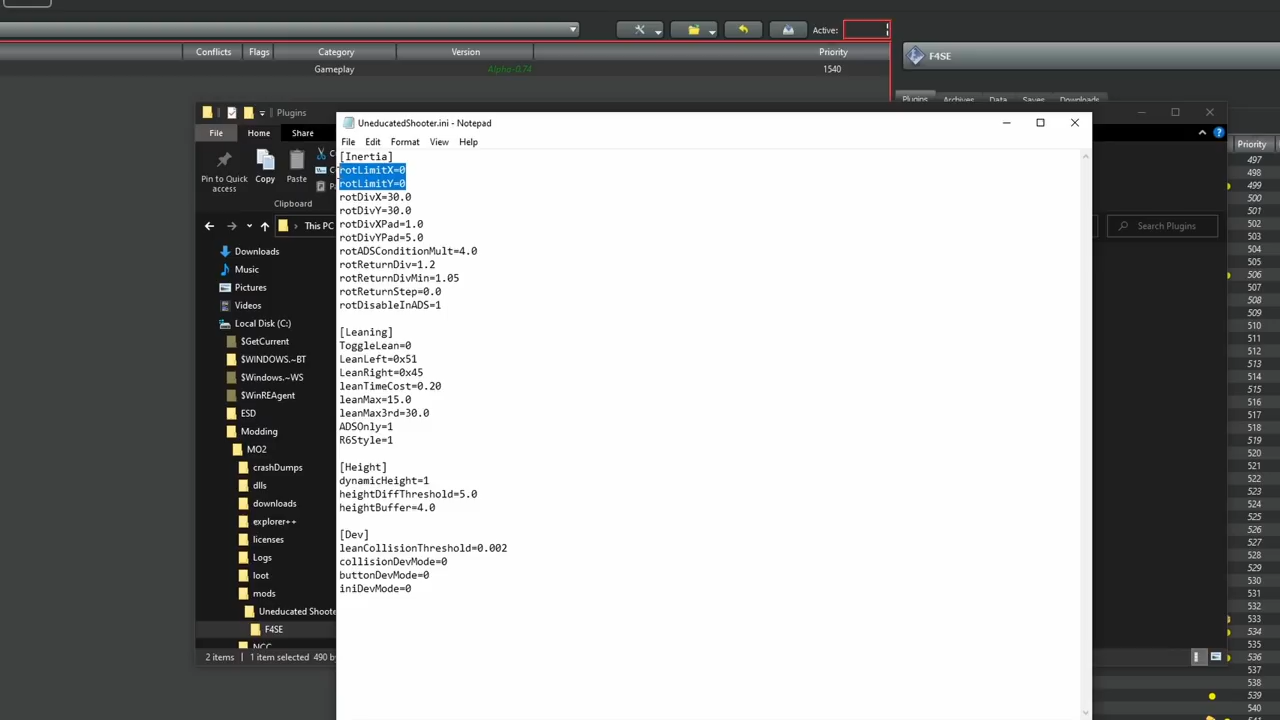 Active:
Conflicts Flags Category Version Priority
Gameplay Alpha-0.74 1540
F4SE
Plugins Archives Data Saves Downloads
Plugins
File Home Share
Pin to Quick access
Copy
Paste
Clipboard
This PC
Search Plugins
Downloads
Music
Pictures
Videos
Local Disk (C:)
$GetCurrent
$WINDOWS.~BT
$Windows.~WS
$WinREAgent
ESD
Modding
MO2
crashDumps
dlls
downloads
explorer++
licenses
Logs
loot
mods
Uneducated Shoote
F4SE
NCC
2 items 1 item selected 490 b
UneducatedShooter.ini - Notepad
File Edit Format View Help
[Inertia]
rotLimitX=0
rotLimitY=0
rotDivX=30.0
rotDivY=30.0
rotDivXPad=1.0
rotDivYPad=5.0
rotADSConditionMult=4.0
rotReturnDiv=1.2
rotReturnDivMin=1.05
rotReturnStep=0.0
rotDisableInADS=1
[Leaning]
ToggleLean=0
LeanLeft=0x51
LeanRight=0x45
leanTimeCost=0.20
leanMax=15.0
leanMax3rd=30.0
ADSOnly=1
R6Style=1
[Height]
dynamicHeight=1
heightDiffThreshold=5.0
heightBuffer=4.0
[Dev]
leanCollisionThreshold=0.002
collisionDevMode=0
buttonDevMode=0
iniDevMode=0
Priority
497
498
499
500
501
502
503
504
505
506
507
508
509
510
511
512
513
514
515
516
517
518
519
520
521
522
523
524
525
526
527
528
529
530
531
532
533
534
535
536
537
538
539
540